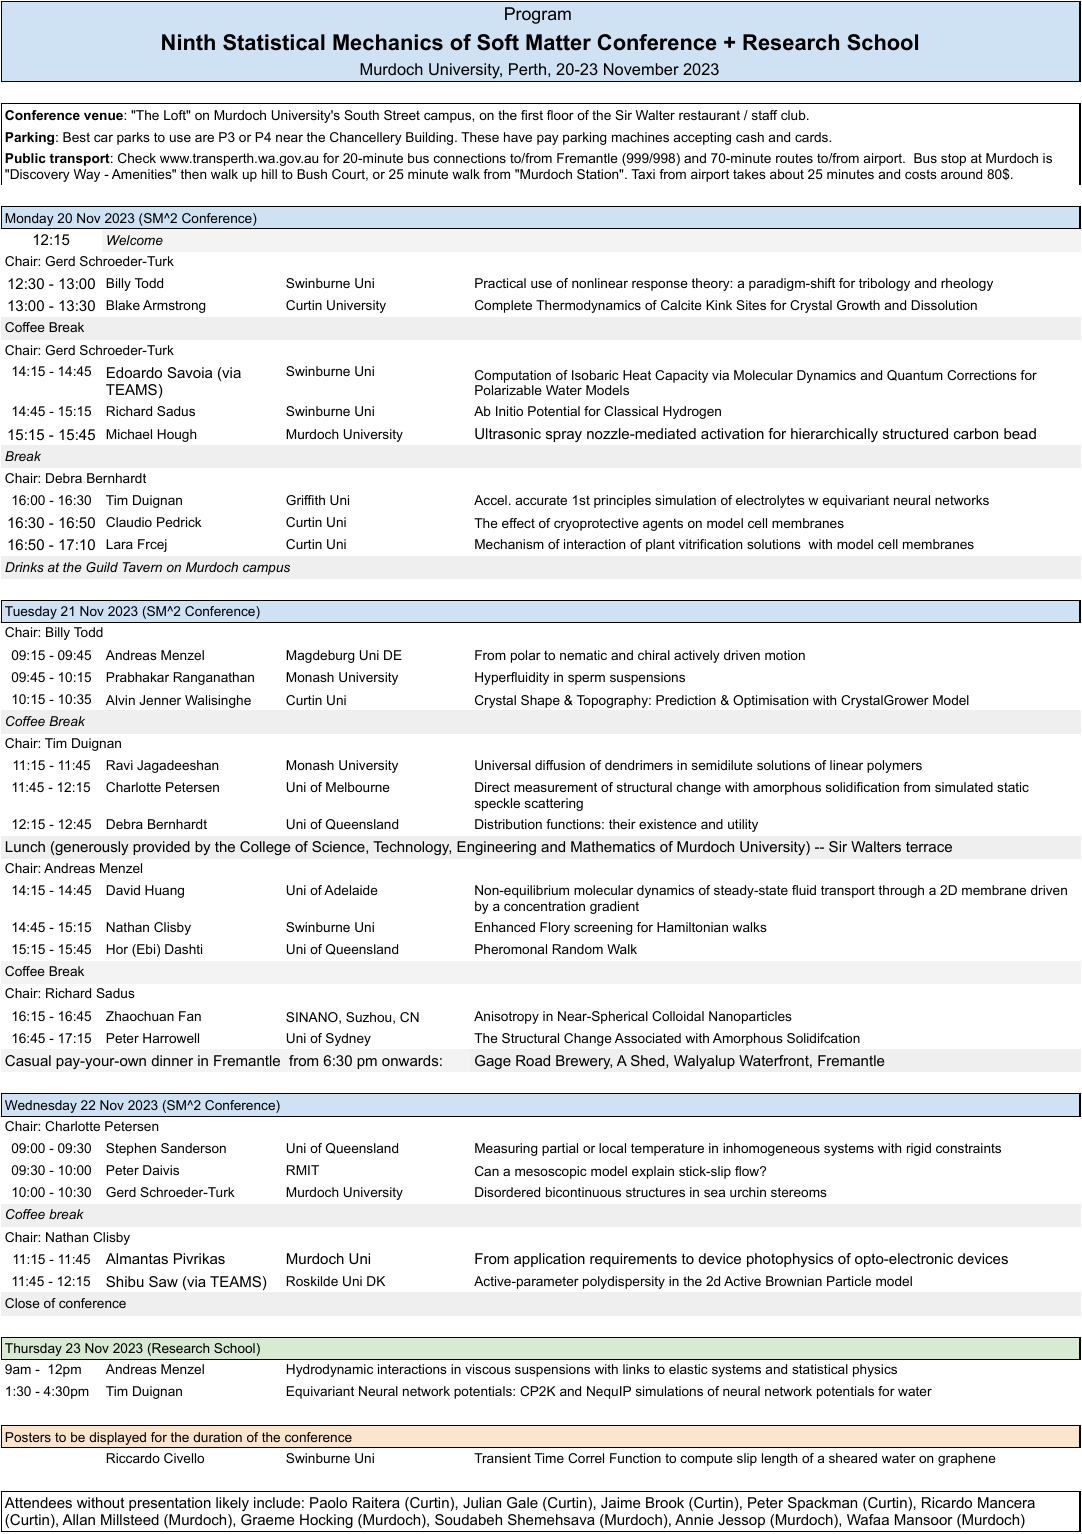 Program
Ninth Statistical Mechanics of Soft Matter Conference + Research School
Murdoch University, Perth, 20-23 November 2023
Conference venue: "The Loft" on Murdoch University's South Street campus, on the first floor of the Sir Walter restaurant / staff club.
Parking: Best car parks to use are P3 or P4 near the Chancellery Building. These have pay parking machines accepting cash and cards.
Public transport: Check www.transperth.wa.gov.au for 20-minute bus connections to/from Fremantle (999/998) and 70-minute routes to/from airport.  Bus stop at Murdoch is
"Discovery Way - Amenities" then walk up hill to Bush Court, or 25 minute walk from "Murdoch Station". Taxi from airport takes about 25 minutes and costs around 80$.
Monday 20 Nov 2023 (SM^2 Conference)
12:15 Welcome
Chair: Gerd Schroeder-Turk
12:30 - 13:00 Billy Todd Swinburne Uni Practical use of nonlinear response theory: a paradigm-shift for tribology and rheology
13:00 - 13:30 Blake Armstrong Curtin University Complete Thermodynamics of Calcite Kink Sites for Crystal Growth and Dissolution
Coffee Break
Chair: Gerd Schroeder-Turk
14:15 - 14:45 Edoardo Savoia (via Swinburne Uni Computation of Isobaric Heat Capacity via Molecular Dynamics and Quantum Corrections for
TEAMS) Polarizable Water Models
14:45 - 15:15 Richard Sadus Swinburne Uni Ab Initio Potential for Classical Hydrogen
15:15 - 15:45 Michael Hough Murdoch University Ultrasonic spray nozzle-mediated activation for hierarchically structured carbon bead
Break
Chair: Debra Bernhardt
16:00 - 16:30 Tim Duignan Griffith Uni Accel. accurate 1st principles simulation of electrolytes w equivariant neural networks
16:30 - 16:50 Claudio Pedrick Curtin Uni The effect of cryoprotective agents on model cell membranes
16:50 - 17:10 Lara Frcej Curtin Uni Mechanism of interaction of plant vitrification solutions  with model cell membranes
Drinks at the Guild Tavern on Murdoch campus
Tuesday 21 Nov 2023 (SM^2 Conference)
Chair: Billy Todd
09:15 - 09:45 Andreas Menzel Magdeburg Uni DE From polar to nematic and chiral actively driven motion
09:45 - 10:15 Prabhakar Ranganathan Monash University Hyperfluidity in sperm suspensions
10:15 - 10:35 Alvin Jenner Walisinghe Curtin Uni Crystal Shape & Topography: Prediction & Optimisation with CrystalGrower Model
Coffee Break
Chair: Tim Duignan
11:15 - 11:45 Ravi Jagadeeshan Monash University Universal diffusion of dendrimers in semidilute solutions of linear polymers
11:45 - 12:15 Charlotte Petersen Uni of Melbourne Direct measurement of structural change with amorphous solidification from simulated static
speckle scattering
12:15 - 12:45 Debra Bernhardt Uni of Queensland Distribution functions: their existence and utility
Lunch (generously provided by the College of Science, Technology, Engineering and Mathematics of Murdoch University) -- Sir Walters terrace
Chair: Andreas Menzel
14:15 - 14:45 David Huang Uni of Adelaide Non-equilibrium molecular dynamics of steady-state fluid transport through a 2D membrane driven
by a concentration gradient
14:45 - 15:15 Nathan Clisby Swinburne Uni Enhanced Flory screening for Hamiltonian walks
15:15 - 15:45 Hor (Ebi) Dashti Uni of Queensland Pheromonal Random Walk
Coffee Break
Chair: Richard Sadus
16:15 - 16:45 Zhaochuan Fan SINANO, Suzhou, CN Anisotropy in Near-Spherical Colloidal Nanoparticles
16:45 - 17:15 Peter Harrowell Uni of Sydney The Structural Change Associated with Amorphous Solidifcation
Casual pay-your-own dinner in Fremantle  from 6:30 pm onwards: Gage Road Brewery, A Shed, Walyalup Waterfront, Fremantle
Wednesday 22 Nov 2023 (SM^2 Conference)
Chair: Charlotte Petersen
09:00 - 09:30 Stephen Sanderson Uni of Queensland Measuring partial or local temperature in inhomogeneous systems with rigid constraints
09:30 - 10:00 Peter Daivis RMIT Can a mesoscopic model explain stick-slip flow?
10:00 - 10:30 Gerd Schroeder-Turk Murdoch University Disordered bicontinuous structures in sea urchin stereoms
Coffee break
Chair: Nathan Clisby
11:15 - 11:45 Almantas Pivrikas Murdoch Uni From application requirements to device photophysics of opto-electronic devices
11:45 - 12:15 Shibu Saw (via TEAMS) Roskilde Uni DK Active-parameter polydispersity in the 2d Active Brownian Particle model
Close of conference
Thursday 23 Nov 2023 (Research School)
9am -  12pm Andreas Menzel Hydrodynamic interactions in viscous suspensions with links to elastic systems and statistical physics
1:30 - 4:30pm Tim Duignan Equivariant Neural network potentials: CP2K and NequIP simulations of neural network potentials for water
Posters to be displayed for the duration of the conference
Riccardo Civello Swinburne Uni Transient Time Correl Function to compute slip length of a sheared water on graphene
Attendees without presentation likely include: Paolo Raitera (Curtin), Julian Gale (Curtin), Jaime Brook (Curtin), Peter Spackman (Curtin), Ricardo Mancera
(Curtin), Allan Millsteed (Murdoch), Graeme Hocking (Murdoch), Soudabeh Shemehsava (Murdoch), Annie Jessop (Murdoch), Wafaa Mansoor (Murdoch)